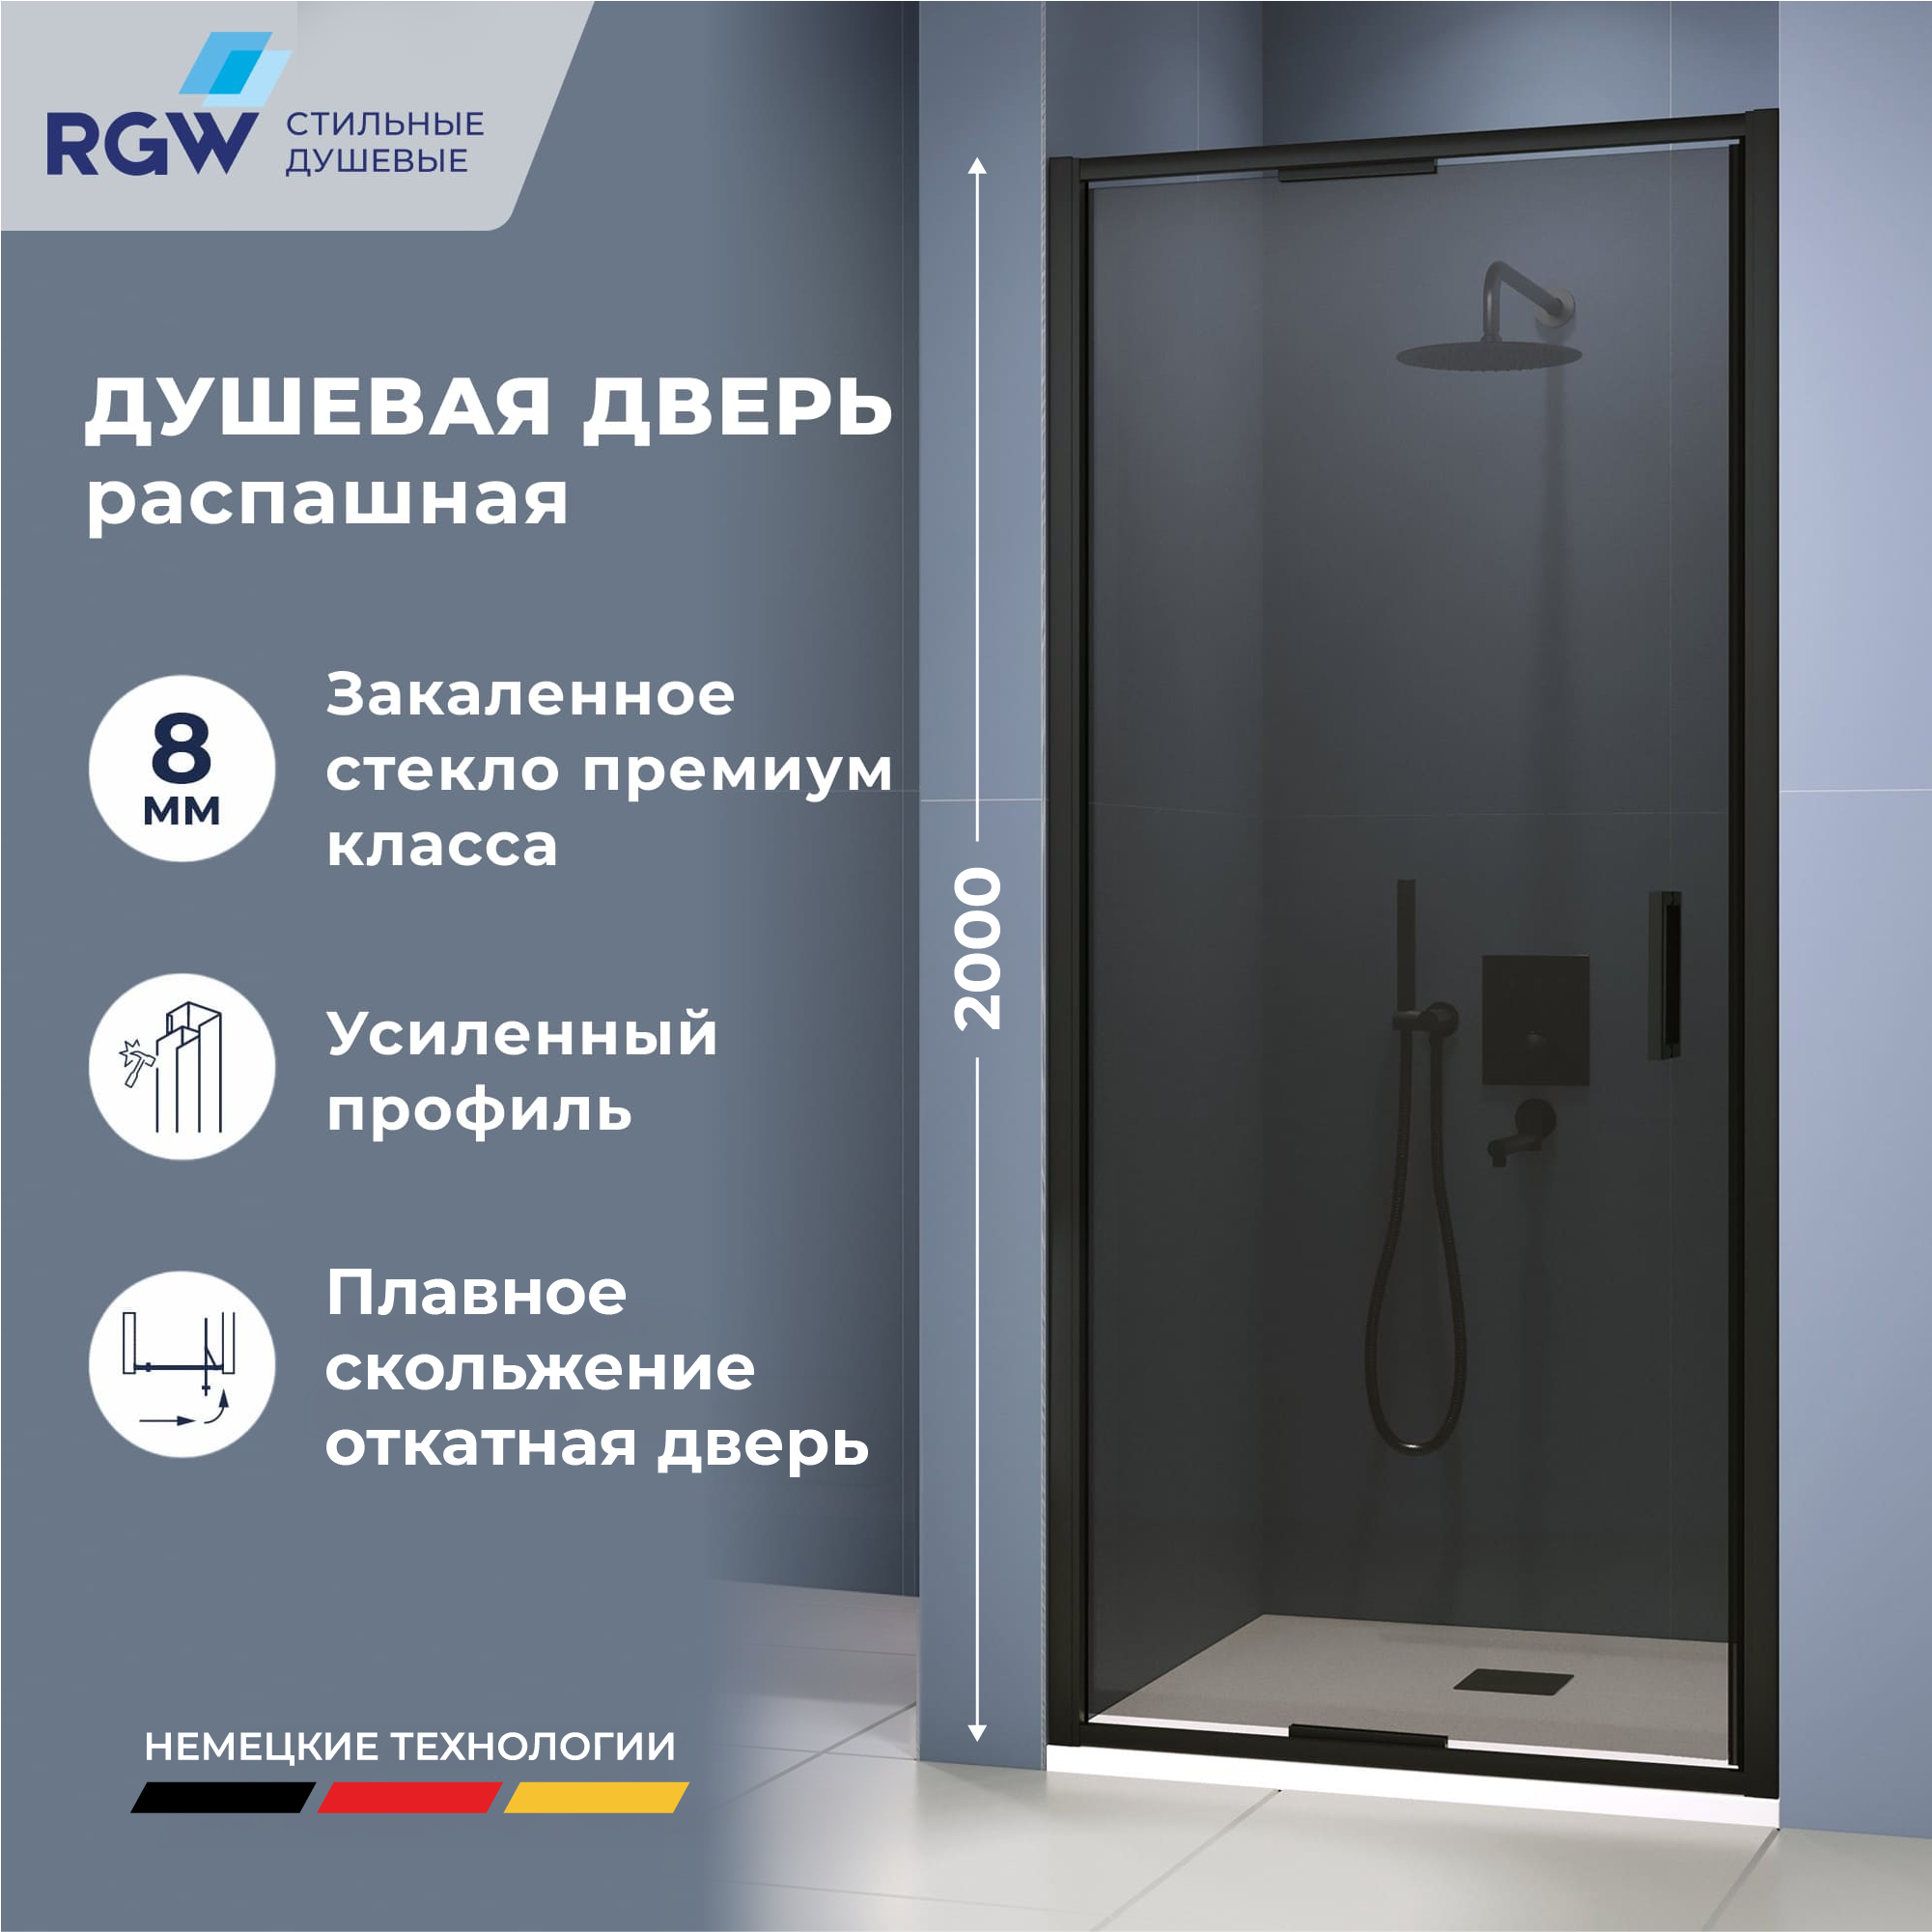 RGW
СТИЛЬНЫЕ
ДУШЕВЫЕ
ДУШЕВАЯ ДВЕРЬ
распашная
8
мм
Закаленное
стекло премиум
класса
Усиленный
профиль
Плавное
скольжение
откатная дверь
2000
НЕМЕЦКИЕ ТЕХНОЛОГИИ